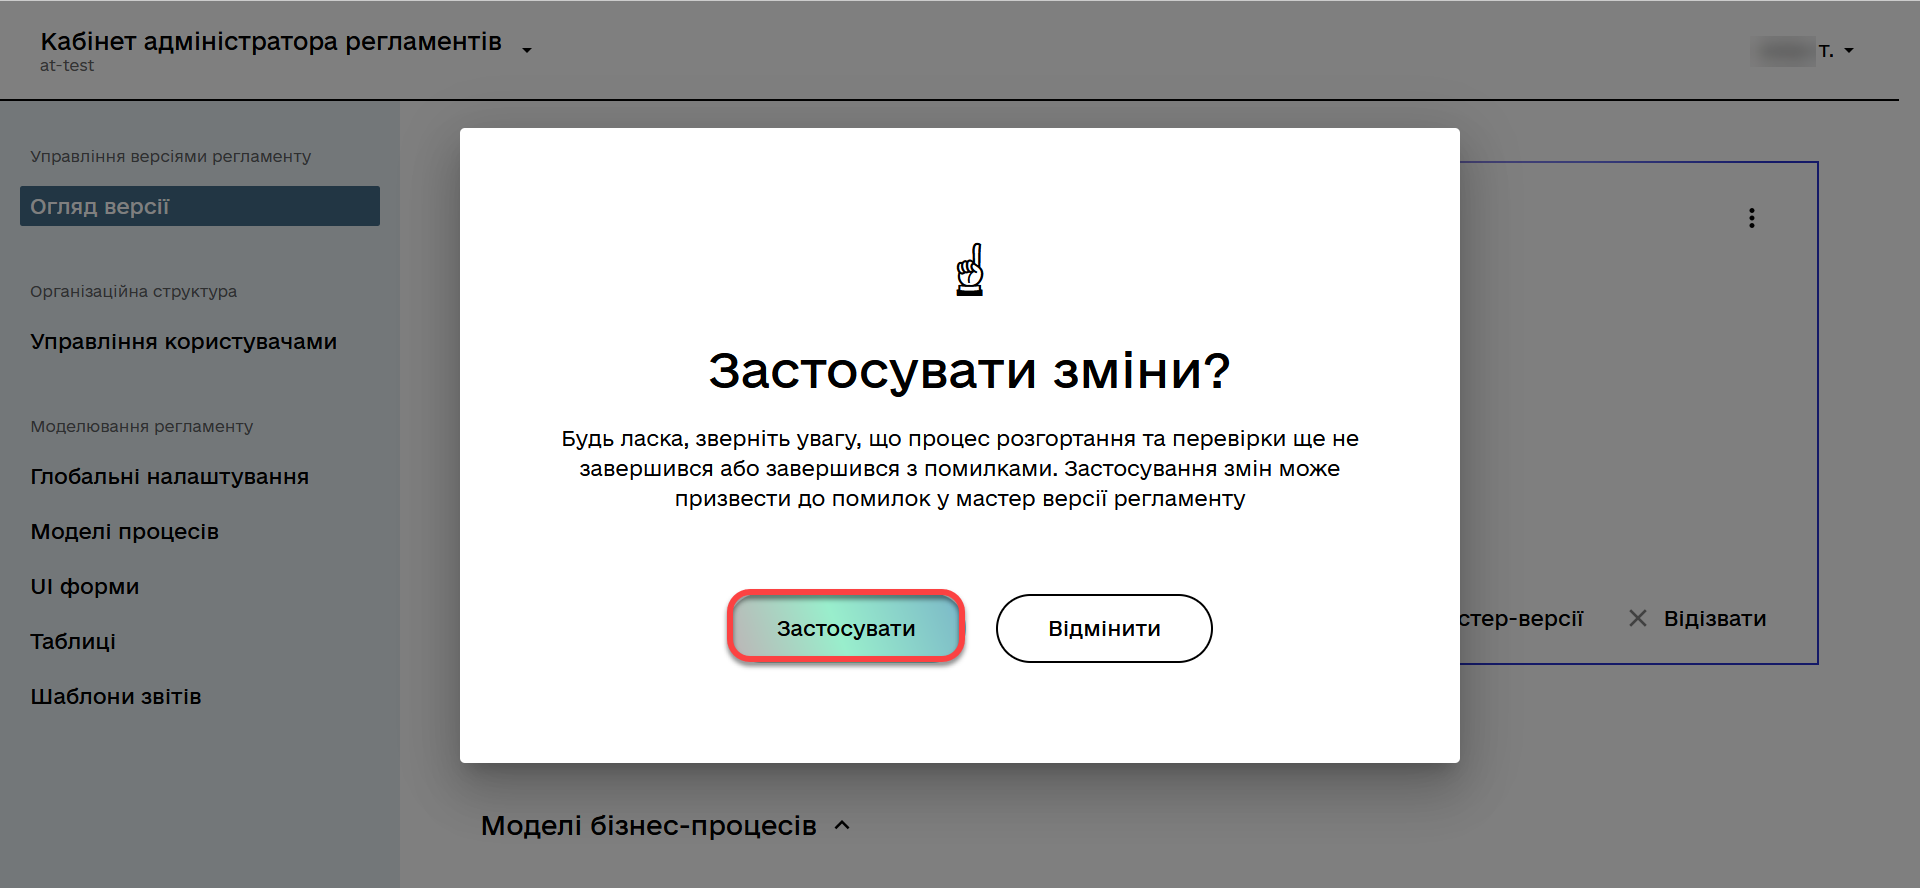 Кабінет адміністратора регламентів
at-test
т.
Управління версіями регламенту
Огляд версії
Організаційна структура
Управління користувачами
Моделювання регламенту
Глобальні налаштування
Моделі процесів
UI форми
Таблиці
Шаблони звітів
Застосувати зміни?
Будь ласка, зверніть увагу, що процес розгортання та перевірки ще не
завершився або завершився з помилками. Застосування змін може
призвести до помилок у мастер версії регламенту
Застосувати
Відмінити
стер-версії
Відізвати
Моделі бізнес-процесів